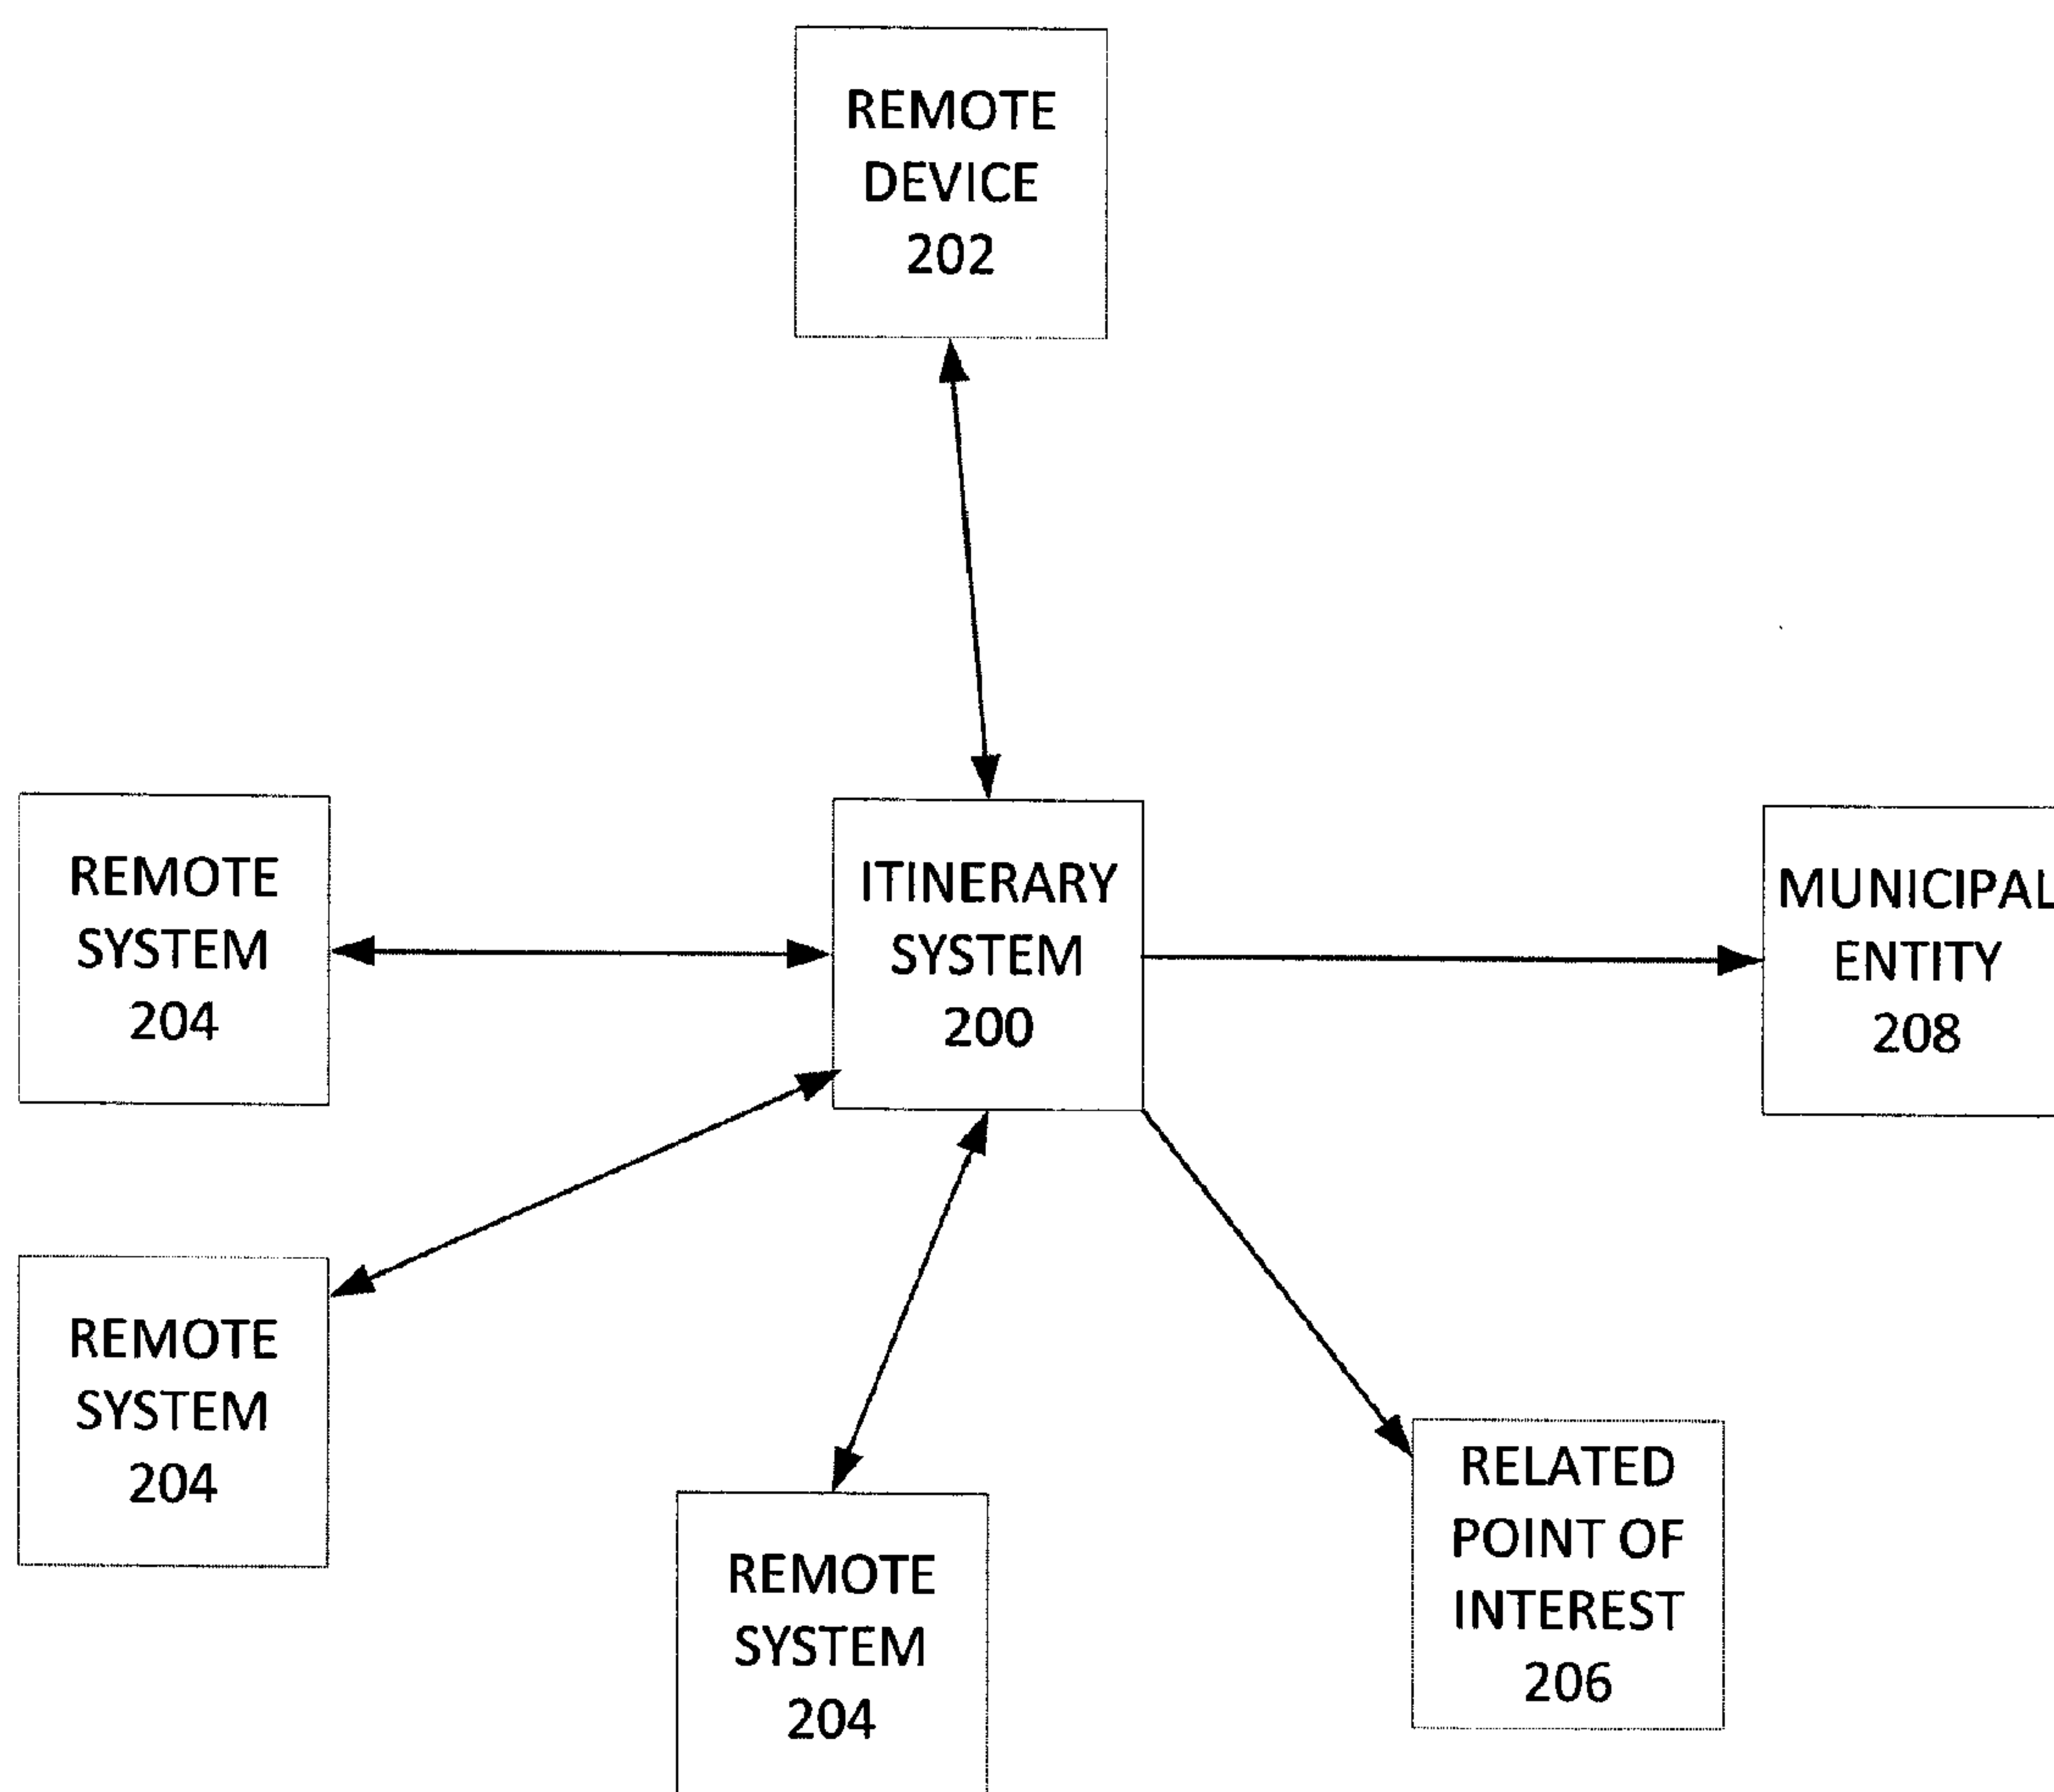 REMOTE
DEVICE
202
REMOTE
SYSTEM
204
ITINERARY
SYSTEM
200
MUNICIPAL
ENTITY
208
REMOTE
SYSTEM
204
REMOTE
SYSTEM
204
RELATED
POINT OF
INTEREST
206